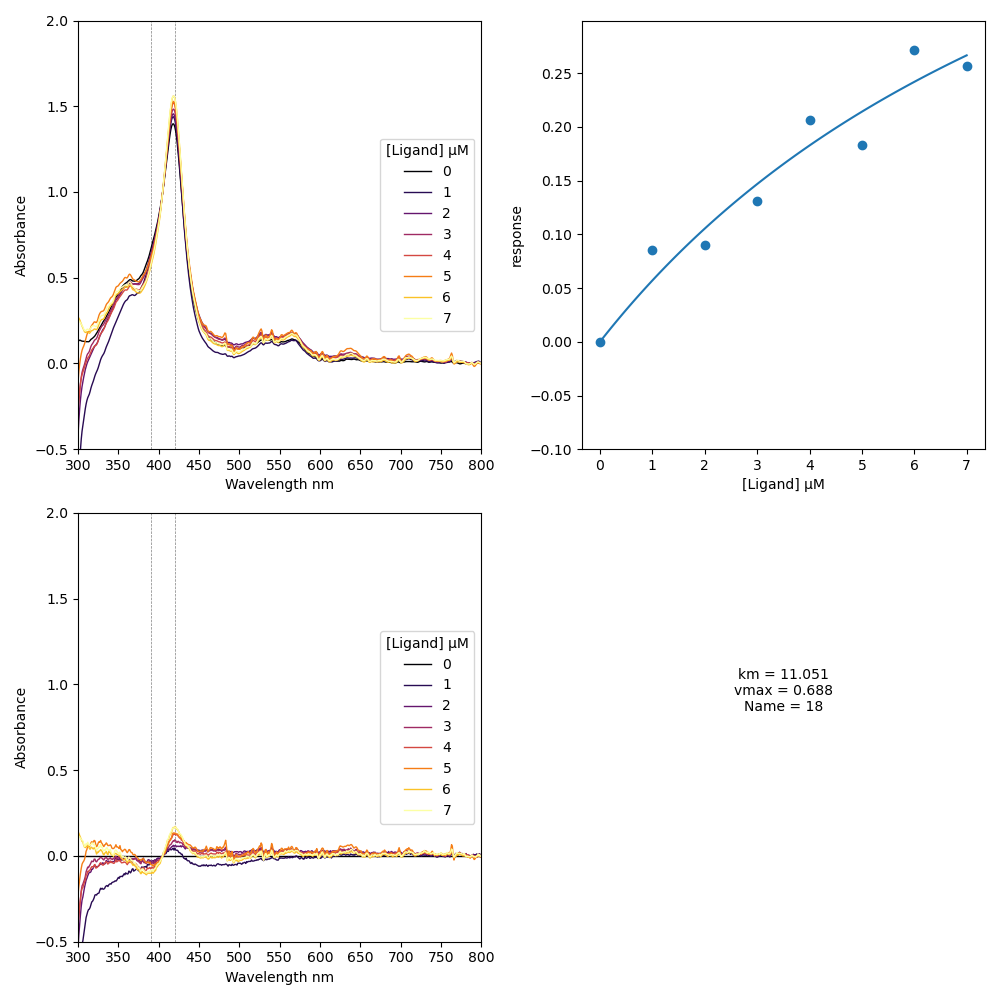 2.0
1.5
1.0
0.5
0.0
−0.5
Absorbance
300 350 400 450 500 550 600 650 700 750 800
Wavelength nm
[Ligand] μM
0
1
2
3
4
5
6
7
0.25
0.20
0.15
0.10
0.05
0.00
−0.05
−0.10
response
0 1 2 3 4 5 6 7
[Ligand] μM
2.0
1.5
1.0
0.5
0.0
−0.5
Absorbance
300 350 400 450 500 550 600 650 700 750 800
Wavelength nm
[Ligand] μM
0
1
2
3
4
5
6
7
km = 11.051
vmax = 0.688
Name = 18